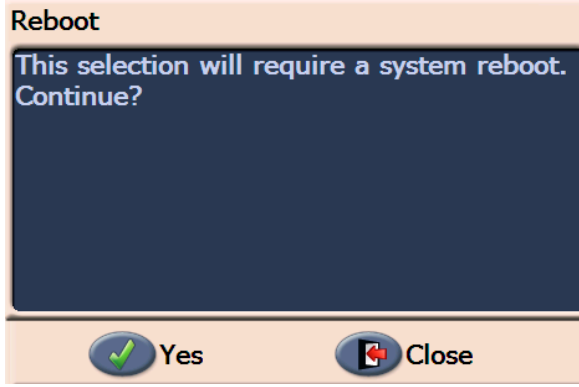 Reboot
This selection will require a system reboot.
Continue?
Yes
Close